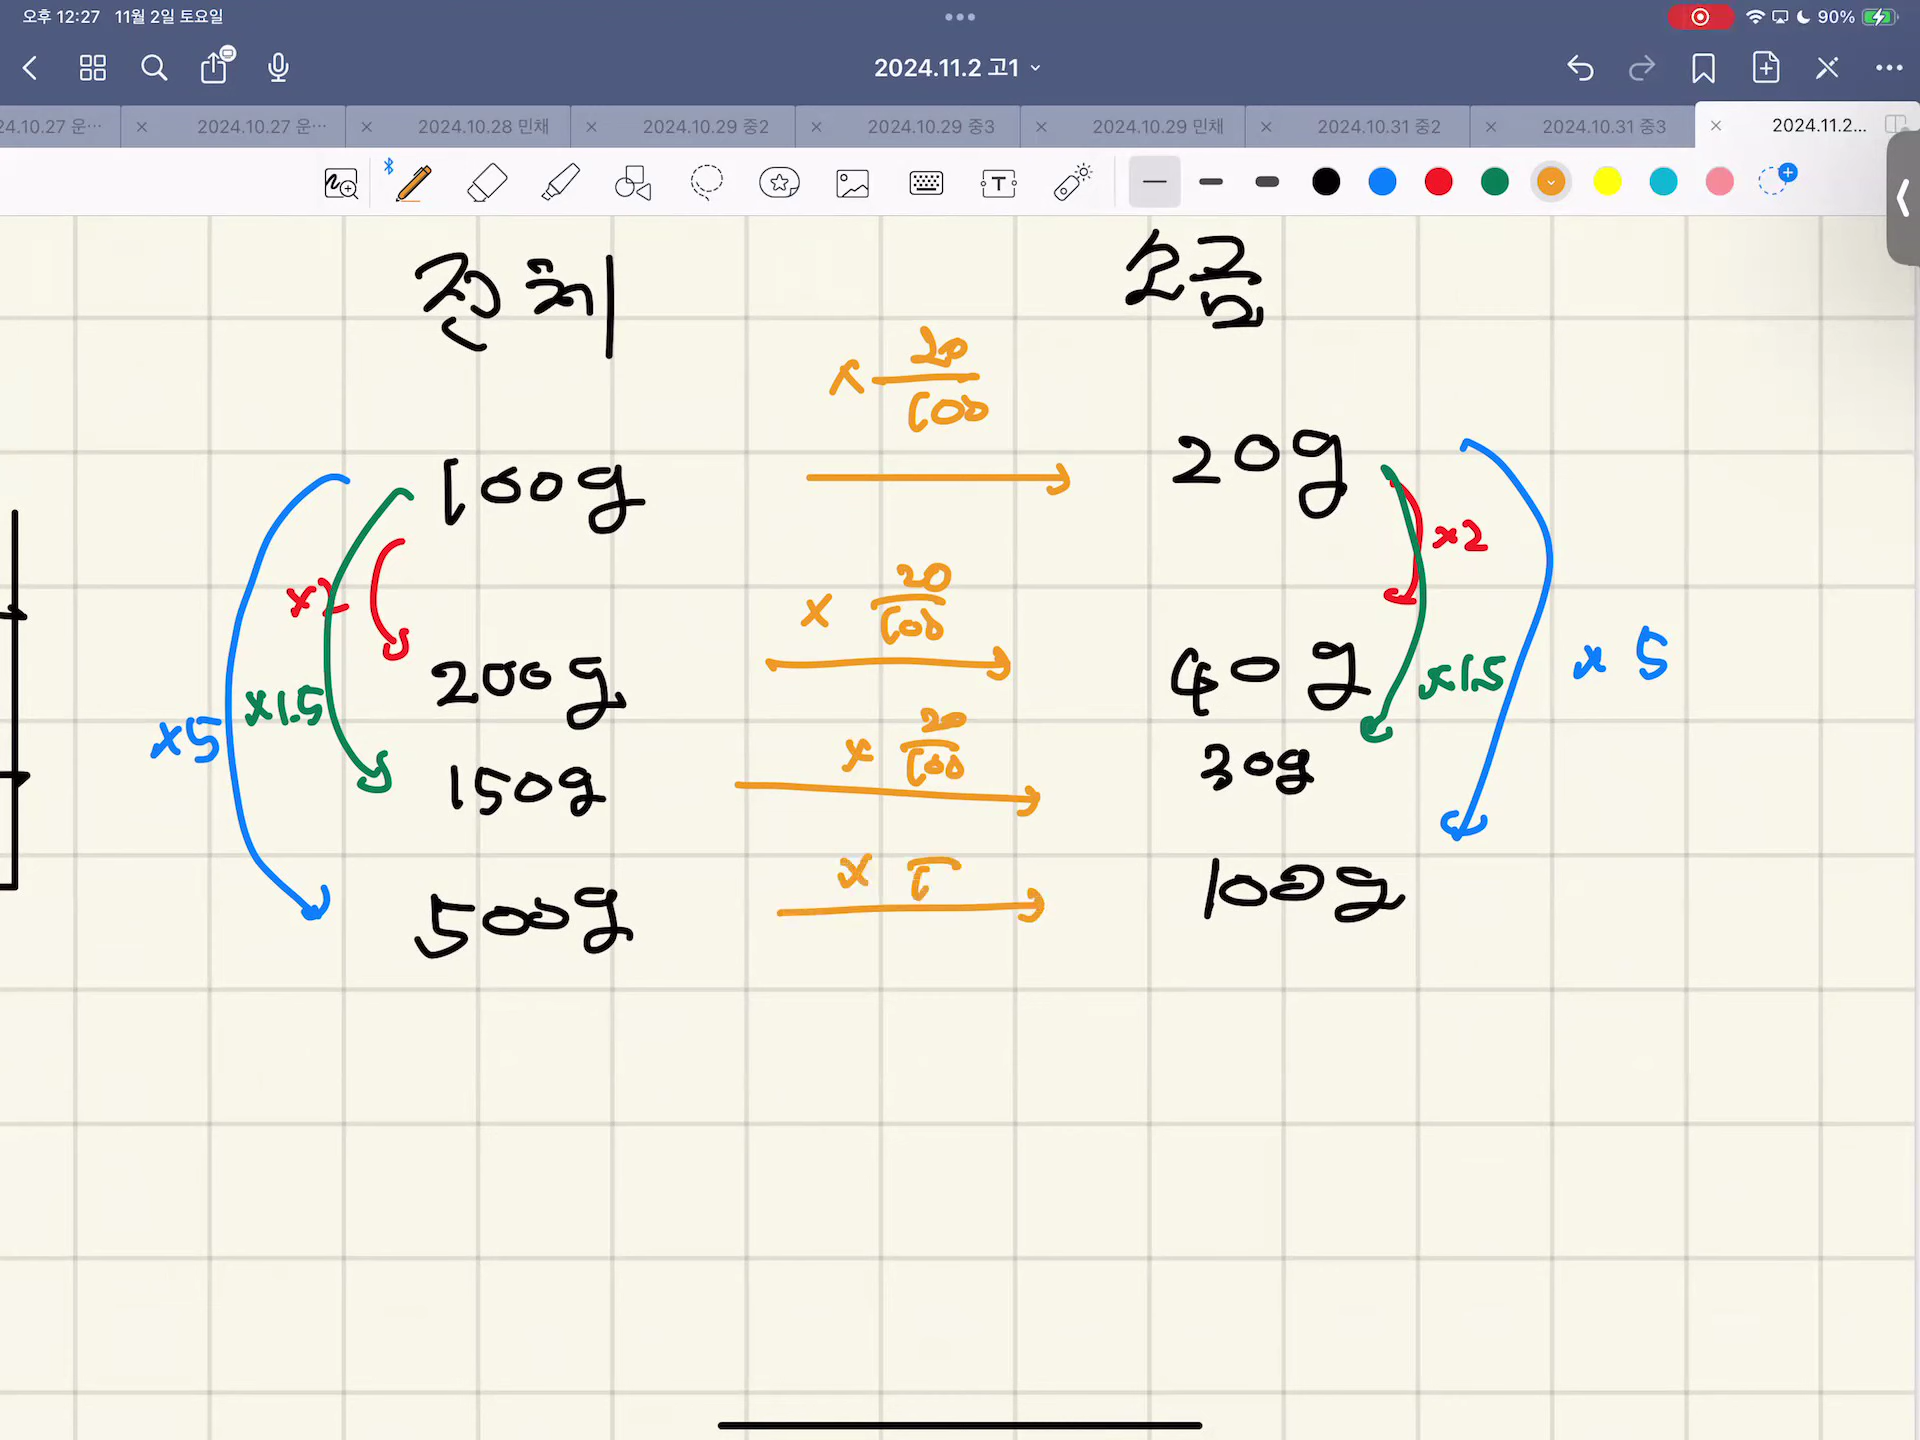 오후 12:27 11월 2일 토요일
90%
2024.11.2 고1
24.10.27 운…
2024.10.27 운…
2024.10.28 민채
2024.10.29 중2
2024.10.29 중3
2024.10.29 민채
2024.10.31 중2
2024.10.31 중3
2024.11.2...
T
전체 소금
× 20/100
100g 20g
×2 ×2
× 20/100
200g 40g
×5 ×1.5 ×1.5 × 5
× 20/100
150g 30g
×
500g 100g